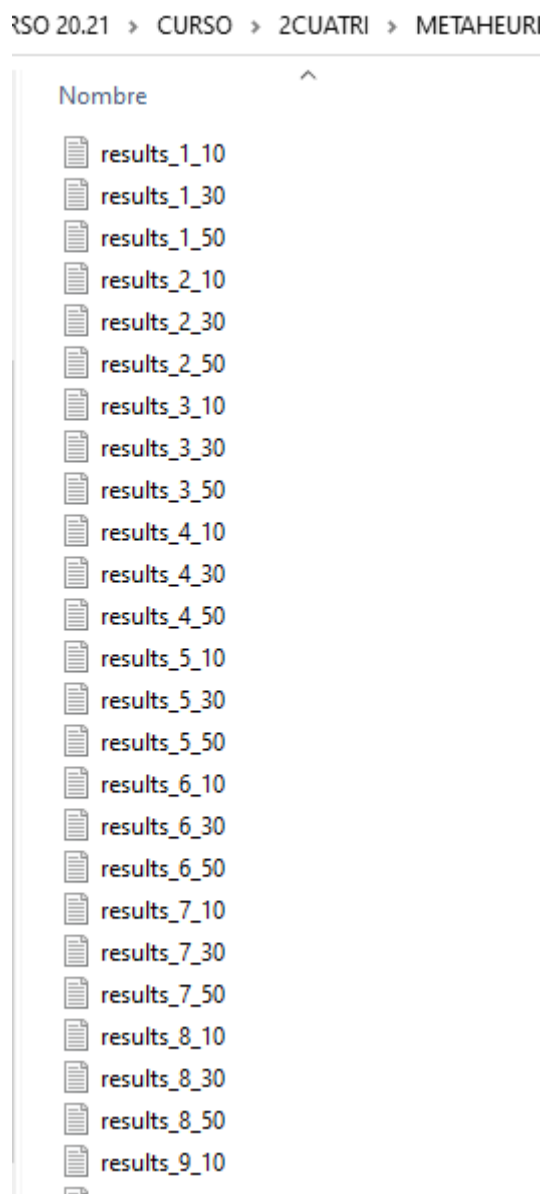 RSO 20.21 > CURSO > 2CUATRI > METAHEURI
Nombre
results_1_10
results_1_30
results_1_50
results_2_10
results_2_30
results_2_50
results_3_10
results_3_30
results_3_50
results_4_10
results_4_30
results_4_50
results_5_10
results_5_30
results_5_50
results_6_10
results_6_30
results_6_50
results_7_10
results_7_30
results_7_50
results_8_10
results_8_30
results_8_50
results_9_10